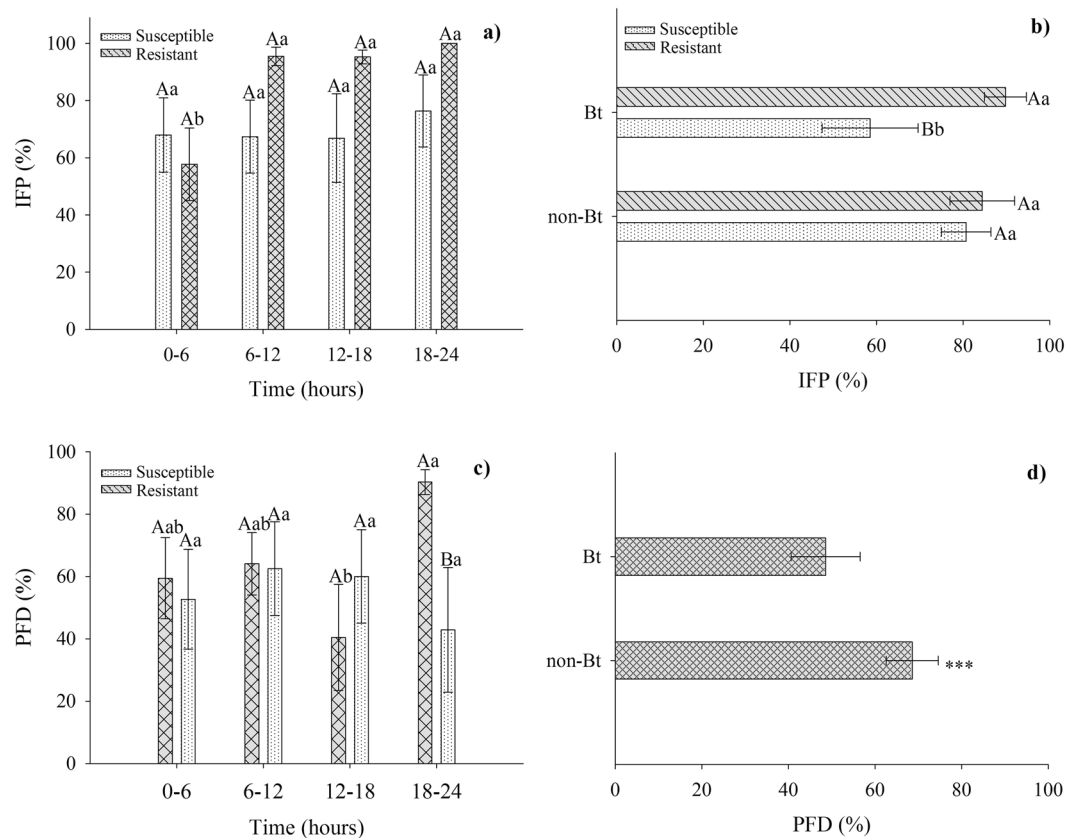 a)
Susceptible
Resistant
100
80
60
40
20
0
IFP (%)
Aa
Ab
Aa
Aa
Aa
Aa
Aa
Aa
0-6
6-12
12-18
18-24
Time (hours)
b)
Susceptible
Resistant
Bt
non-Bt
Aa
Bb
Aa
Aa
0
20
40
60
80
100
IFP (%)
c)
Susceptible
Resistant
100
80
60
40
20
0
PFD (%)
Aab
Aa
Aab
Aa
Ab
Aa
Aa
Ba
0-6
6-12
12-18
18-24
Time (hours)
d)
Bt
non-Bt
***
0
20
40
60
80
100
PFD (%)